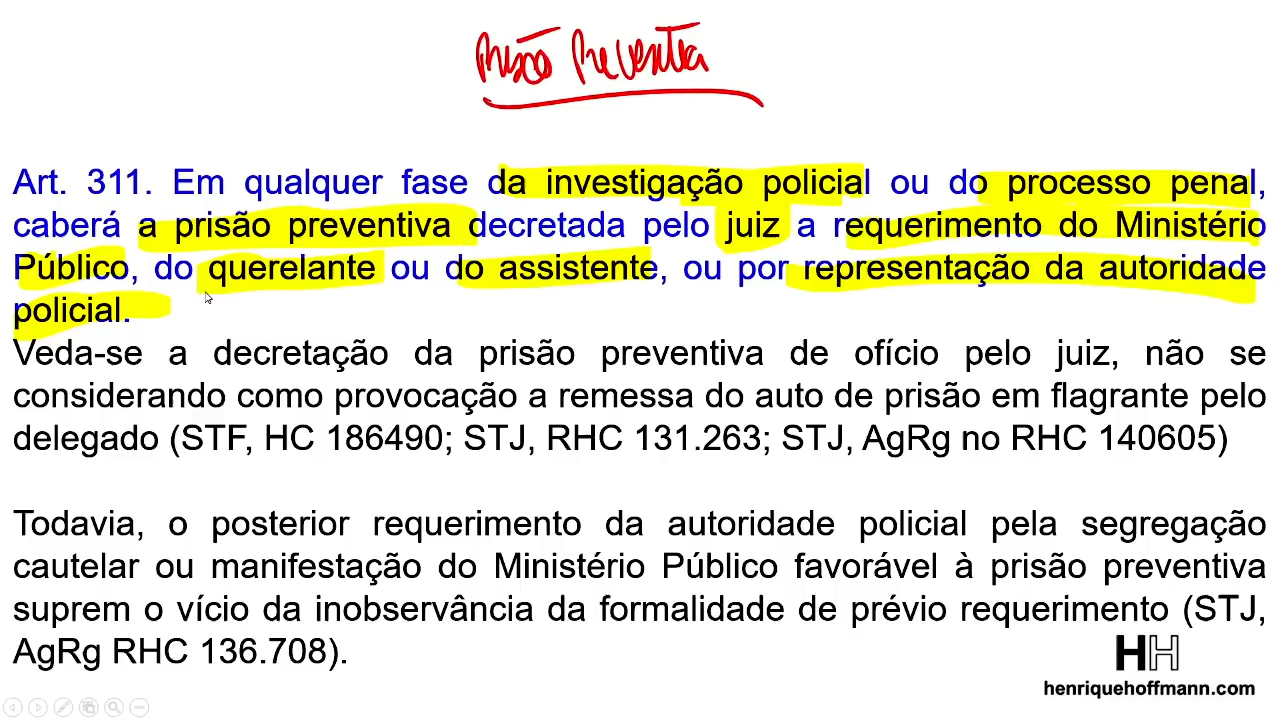 Prisão Preventiva
Art. 311. Em qualquer fase da investigação policial ou do processo penal,
caberá a prisão preventiva decretada pelo juiz a requerimento do Ministério
Público, do querelante ou do assistente, ou por representação da autoridade
policial.
Veda-se a decretação da prisão preventiva de ofício pelo juiz, não se
considerando como provocação a remessa do auto de prisão em flagrante pelo
delegado (STF, HC 186490; STJ, RHC 131.263; STJ, AgRg no RHC 140605)
Todavia, o posterior requerimento da autoridade policial pela segregação
cautelar ou manifestação do Ministério Público favorável à prisão preventiva
suprem o vício da inobservância da formalidade de prévio requerimento (STJ,
AgRg RHC 136.708).
HH
henriquehoffmann.com